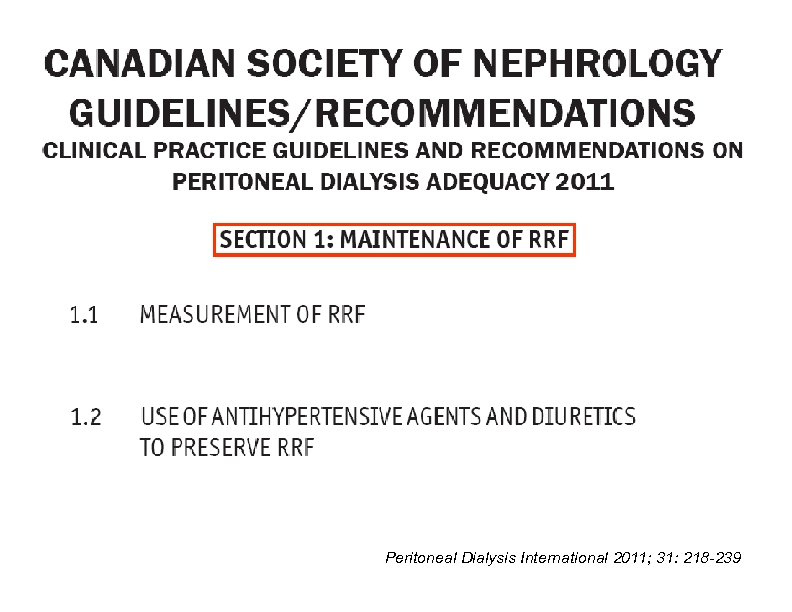 CANADIAN SOCIETY OF NEPHROLOGY
GUIDELINES/RECOMMENDATIONS
CLINICAL PRACTICE GUIDELINES AND RECOMMENDATIONS ON
PERITONEAL DIALYSIS ADEQUACY 2011
SECTION 1: MAINTENANCE OF RRF
1.1 MEASUREMENT OF RRF
1.2 USE OF ANTIHYPERTENSIVE AGENTS AND DIURETICS
TO PRESERVE RRF
Peritoneal Dialysis International 2011; 31: 218-239